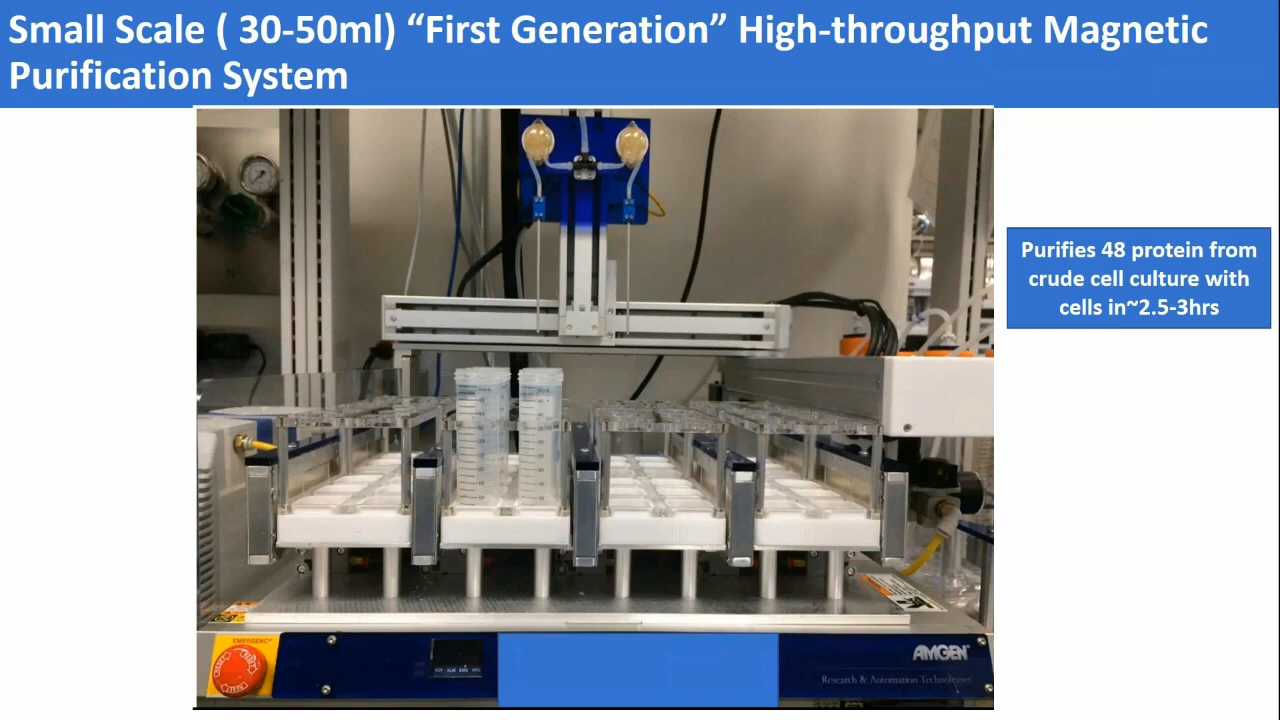 Small Scale ( 30-50ml) “First Generation” High-throughput Magnetic
Purification System
Purifies 48 protein from
crude cell culture with
cells in~2.5-3hrs
EMERGENC
AMGEN
Research & Automation Technologies